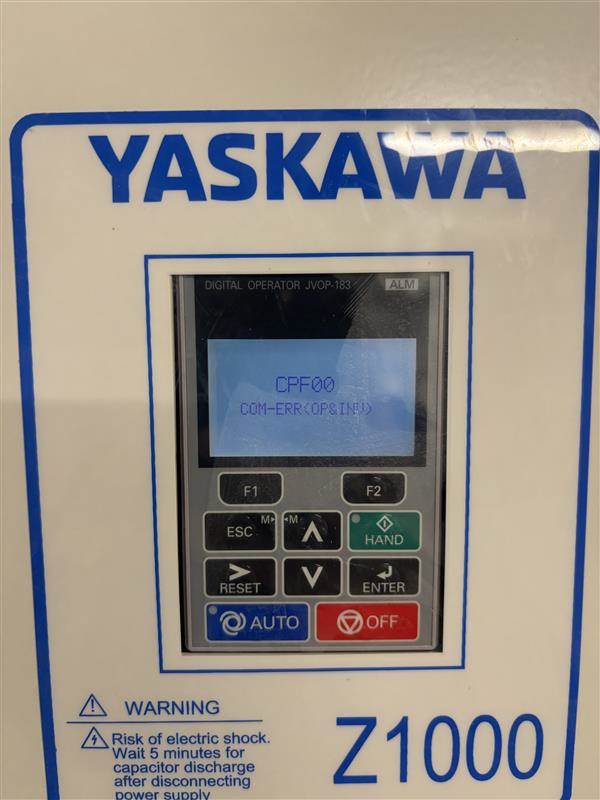 YASKAWA
DIGITAL OPERATOR JVOP-183
ALM
CPF00
COM-ERR(OP&INV)
F1
F2
ESC
M
M
HAND
RESET
ENTER
AUTO
OFF
WARNING
Risk of electric shock.
Wait 5 minutes for
capacitor discharge
after disconnecting
power supply
Z1000